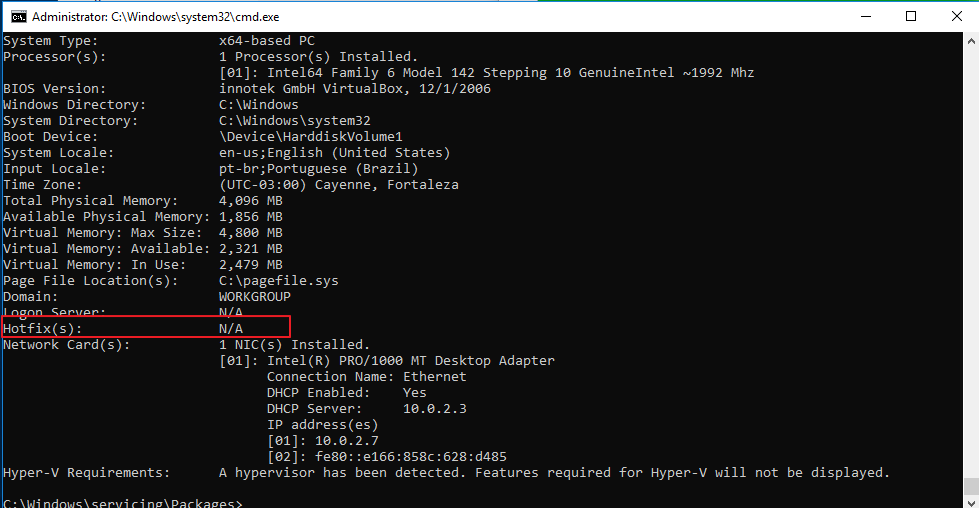 Administrator: C:\Windows\system32\cmd.exe
System Type:               x64-based PC
Processor(s):              1 Processor(s) Installed.
                           [01]: Intel64 Family 6 Model 142 Stepping 10 GenuineIntel ~1992 Mhz
BIOS Version:              innotek GmbH VirtualBox, 12/1/2006
Windows Directory:         C:\Windows
System Directory:          C:\Windows\system32
Boot Device:               \Device\HarddiskVolume1
System Locale:             en-us;English (United States)
Input Locale:              pt-br;Portuguese (Brazil)
Time Zone:                 (UTC-03:00) Cayenne, Fortaleza
Total Physical Memory:     4,096 MB
Available Physical Memory: 1,856 MB
Virtual Memory: Max Size:  4,800 MB
Virtual Memory: Available: 2,321 MB
Virtual Memory: In Use:    2,479 MB
Page File Location(s):     C:\pagefile.sys
Domain:                    WORKGROUP
Logon Server:              N/A
Hotfix(s):                 N/A
Network Card(s):           1 NIC(s) Installed.
                           [01]: Intel(R) PRO/1000 MT Desktop Adapter
                                 Connection Name: Ethernet
                                 DHCP Enabled:    Yes
                                 DHCP Server:     10.0.2.3
                                 IP address(es)
                                 [01]: 10.0.2.7
                                 [02]: fe80::e166:858c:628:d485
Hyper-V Requirements:      A hypervisor has been detected. Features required for Hyper-V will not be displayed.
C:\Windows\servicing\Packages>